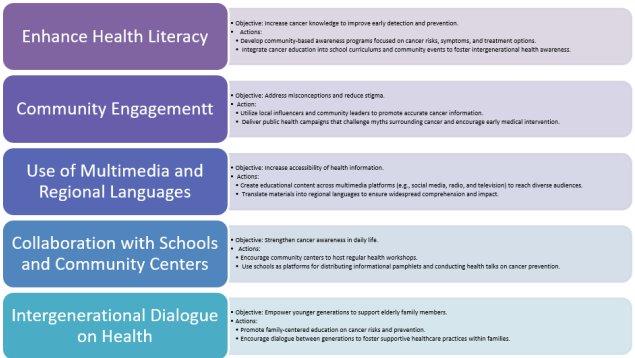 Enhance Health Literacy
• Objective: Increase cancer knowledge to improve early detection and prevention.
• Actions:
• Develop community-based awareness programs focused on cancer risks, symptoms, and treatment options.
• Integrate cancer education into school curriculums and community events to foster intergenerational health awareness.
Community Engagementt
• Objective: Address misconceptions and reduce stigma.
• Action:
• Utilize local influencers and community leaders to promote accurate cancer information.
• Deliver public health campaigns that challenge myths surrounding cancer and encourage early medical intervention.
Use of Multimedia and
Regional Languages
• Objective: Increase accessibility of health information.
• Actions:
• Create educational content across multimedia platforms (e.g., social media, radio, and television) to reach diverse audiences.
• Translate materials into regional languages to ensure widespread comprehension and impact.
Collaboration with Schools
and Community Centers
• Objective: Strengthen cancer awareness in daily life.
• Actions:
• Encourage community centers to host regular health workshops.
• Use schools as platforms for distributing informational pamphlets and conducting health talks on cancer prevention.
Intergenerational Dialogue
on Health
• Objective: Empower younger generations to support elderly family members.
• Actions:
• Promote family-centered education on cancer risks and prevention.
• Encourage dialogue between generations to foster supportive healthcare practices within families.